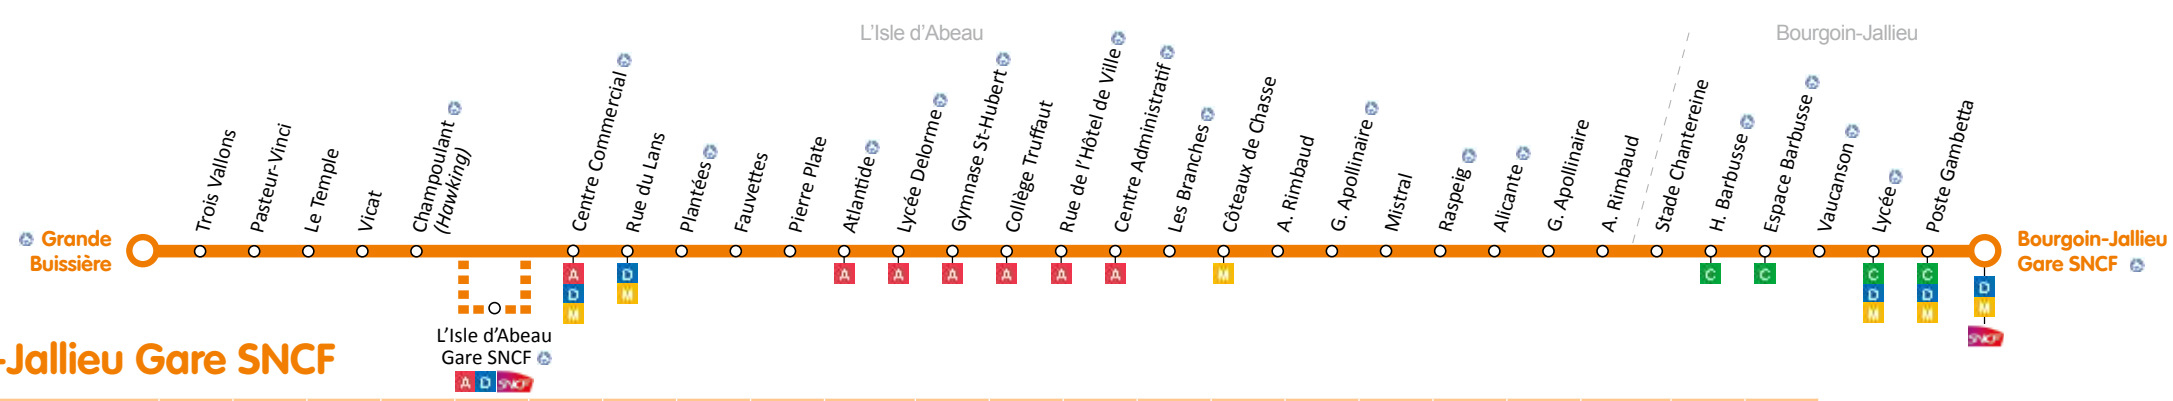 L'Isle d'Abeau
Bourgoin-Jallieu
Grande
Buissière
Trois Vallons
Pasteur-Vinci
Le Temple
Vicat
Champoulant
(Hawking)
L'Isle d'Abeau
Gare SNCF
A D SNCF
Centre Commercial
A
D
M
Rue du Lans
D
M
Plantées
Fauvettes
Pierre Plate
Atlantide
A
Lycée Delorme
A
Gymnase St-Hubert
A
Collège Truffaut
A
Rue de l'Hôtel de Ville
A
Centre Administratif
A
Les Branches
Côteaux de Chasse
M
A. Rimbaud
G. Apollinaire
Mistral
Raspeig
Alicante
G. Apollinaire
A. Rimbaud
Stade Chantereine
H. Barbusse
C
Espace Barbusse
C
Vaucanson
Lycée
C
D
M
Poste Gambetta
C
D
M
Bourgoin-Jallieu
Gare SNCF
D
M
SNCF
-Jallieu Gare SNCF